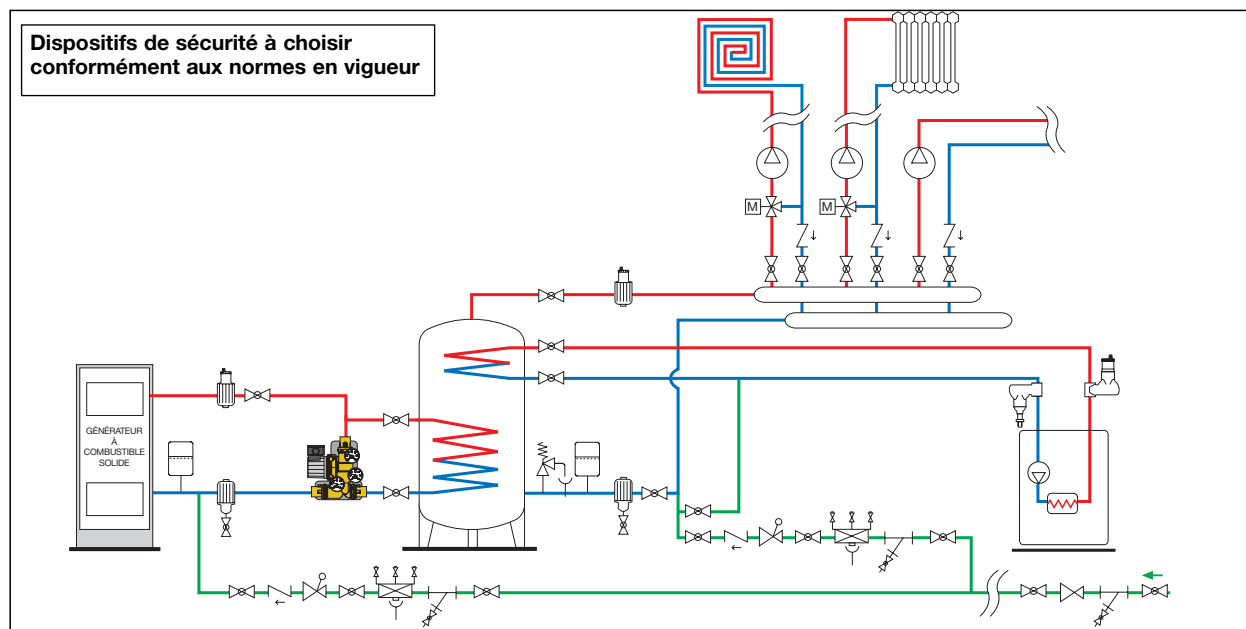 Dispositifs de sécurité à choisir
conformément aux normes en vigueur
M
M
GÉNÉRATEUR
À
COMBUSTIBLE
SOLIDE